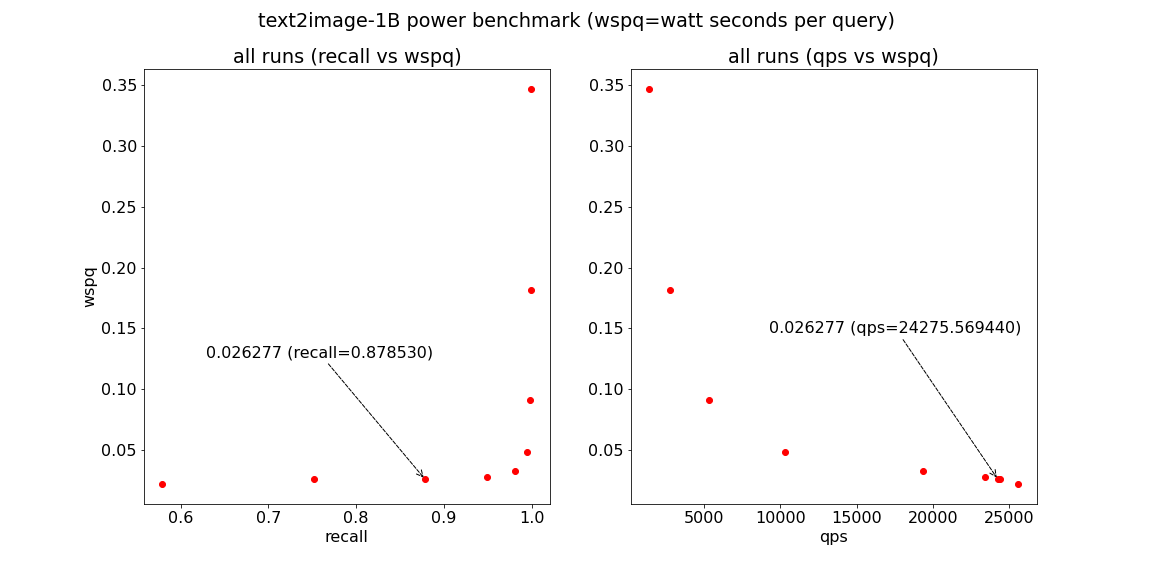 text2image-1B power benchmark (wspq=watt seconds per query)
all runs (recall vs wspq)
0.35
0.30
0.25
0.20
0.15
0.10
0.05
wspq
0.026277 (recall=0.878530)
0.6 0.7 0.8 0.9 1.0
recall
all runs (qps vs wspq)
0.35
0.30
0.25
0.20
0.15
0.10
0.05
0.026277 (qps=24275.569440)
5000 10000 15000 20000 25000
qps